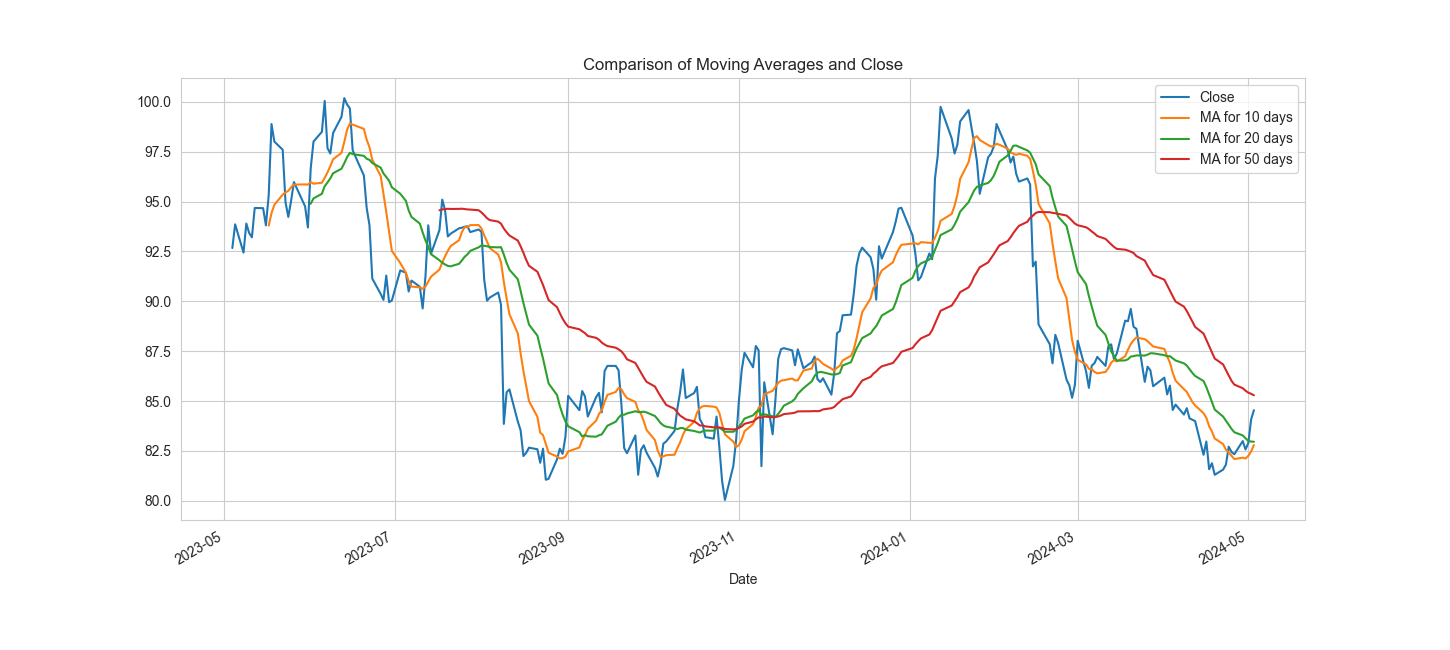 Comparison of Moving Averages and Close
Close
MA for 10 days
MA for 20 days
MA for 50 days
100.0
97.5
95.0
92.5
90.0
87.5
85.0
82.5
80.0
2023-05
2023-07
2023-09
2023-11
2024-01
2024-03
2024-05
Date